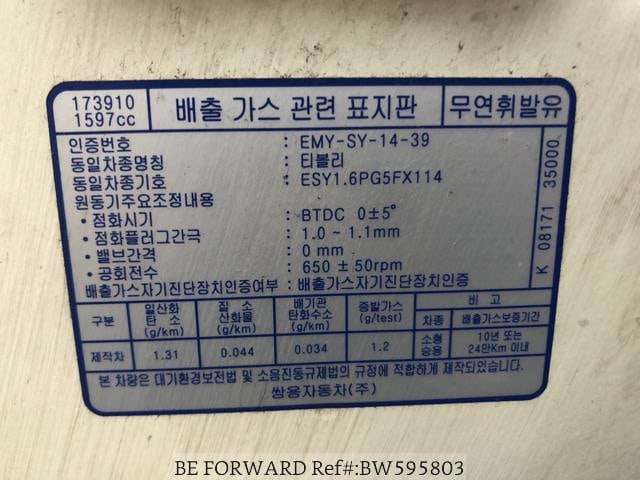 173910
1597cc
배출 가스 관련 표지판
무연휘발유
인증번호 : EMY-SY-14-39
동일차종명칭 : 티볼리
동일차종기호 : ESY1.6PG5FX114
원동기주요조정내용
• 점화시기 : BTDC 0±5°
• 점화플러그간극 : 1.0 ~ 1.1mm
• 밸브간격 : 0 mm
• 공회전수 : 650 ± 50rpm
배출가스자기진단장치인증여부 : 배출가스자기진단장치인증
K 08171 35000
구분 일산화탄소 (g/km) 질소산화물 (g/km) 배기관탄화수소 (g/km) 증발가스 (g/test) 비고
차종 배출가스보증기간
제작차 1.31 0.044 0.034 1.2 소형승용 10년 또는 24만Km 이내
본 차량은 대기환경보전법 및 소음진동규제법의 규정에 적합하게 제작되었습니다.
쌍용자동차(주)
BE FORWARD Ref#:BW595803